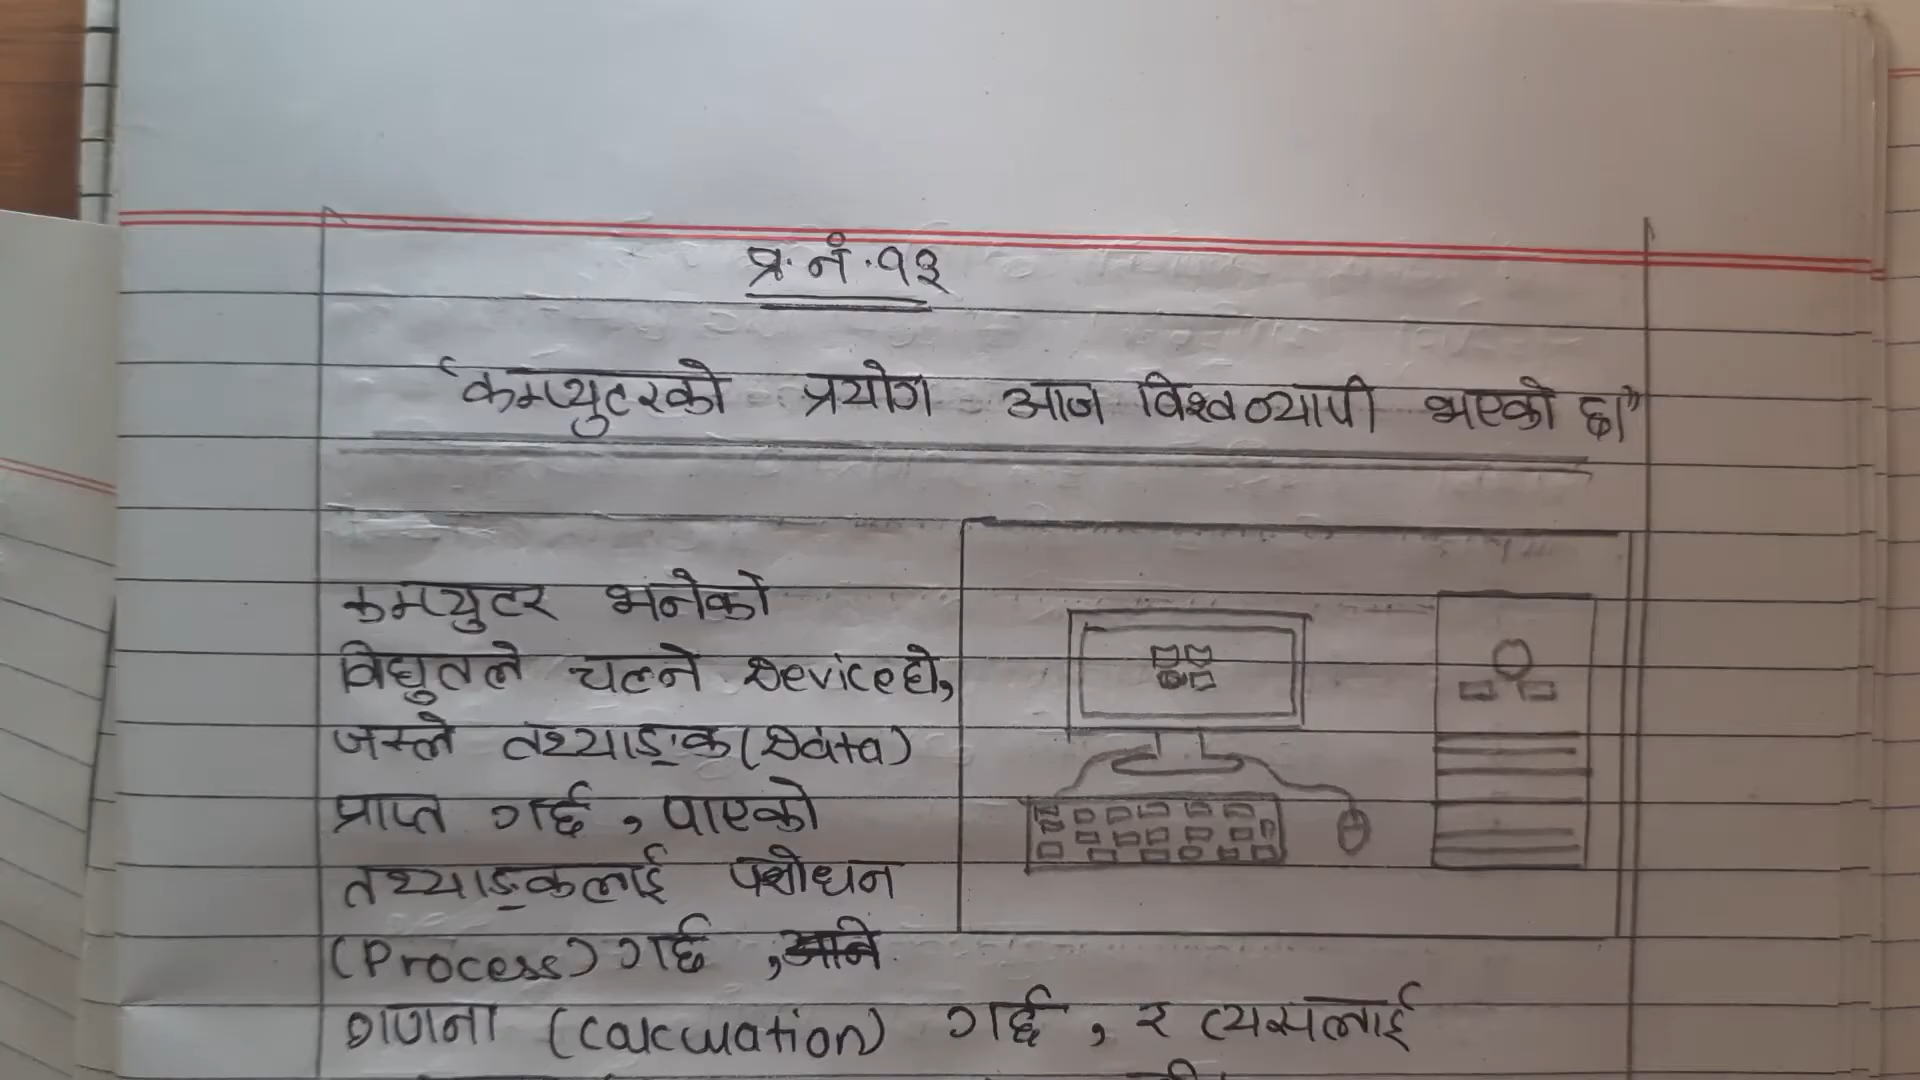 प्र.नं.१३
“कम्प्युटरको प्रयोग आज विश्वव्यापी भएको छ।”
कम्प्युटर भनेको
विधुतले चल्ने Device हो,
जस्ले तथ्याङ्क (Data)
प्राप्त गर्छ, पाएको
तथ्याङ्कलाई प्रशोधन
(Process) गर्छ,
गणना (Calculation) गर्छ, र त्यसलाई